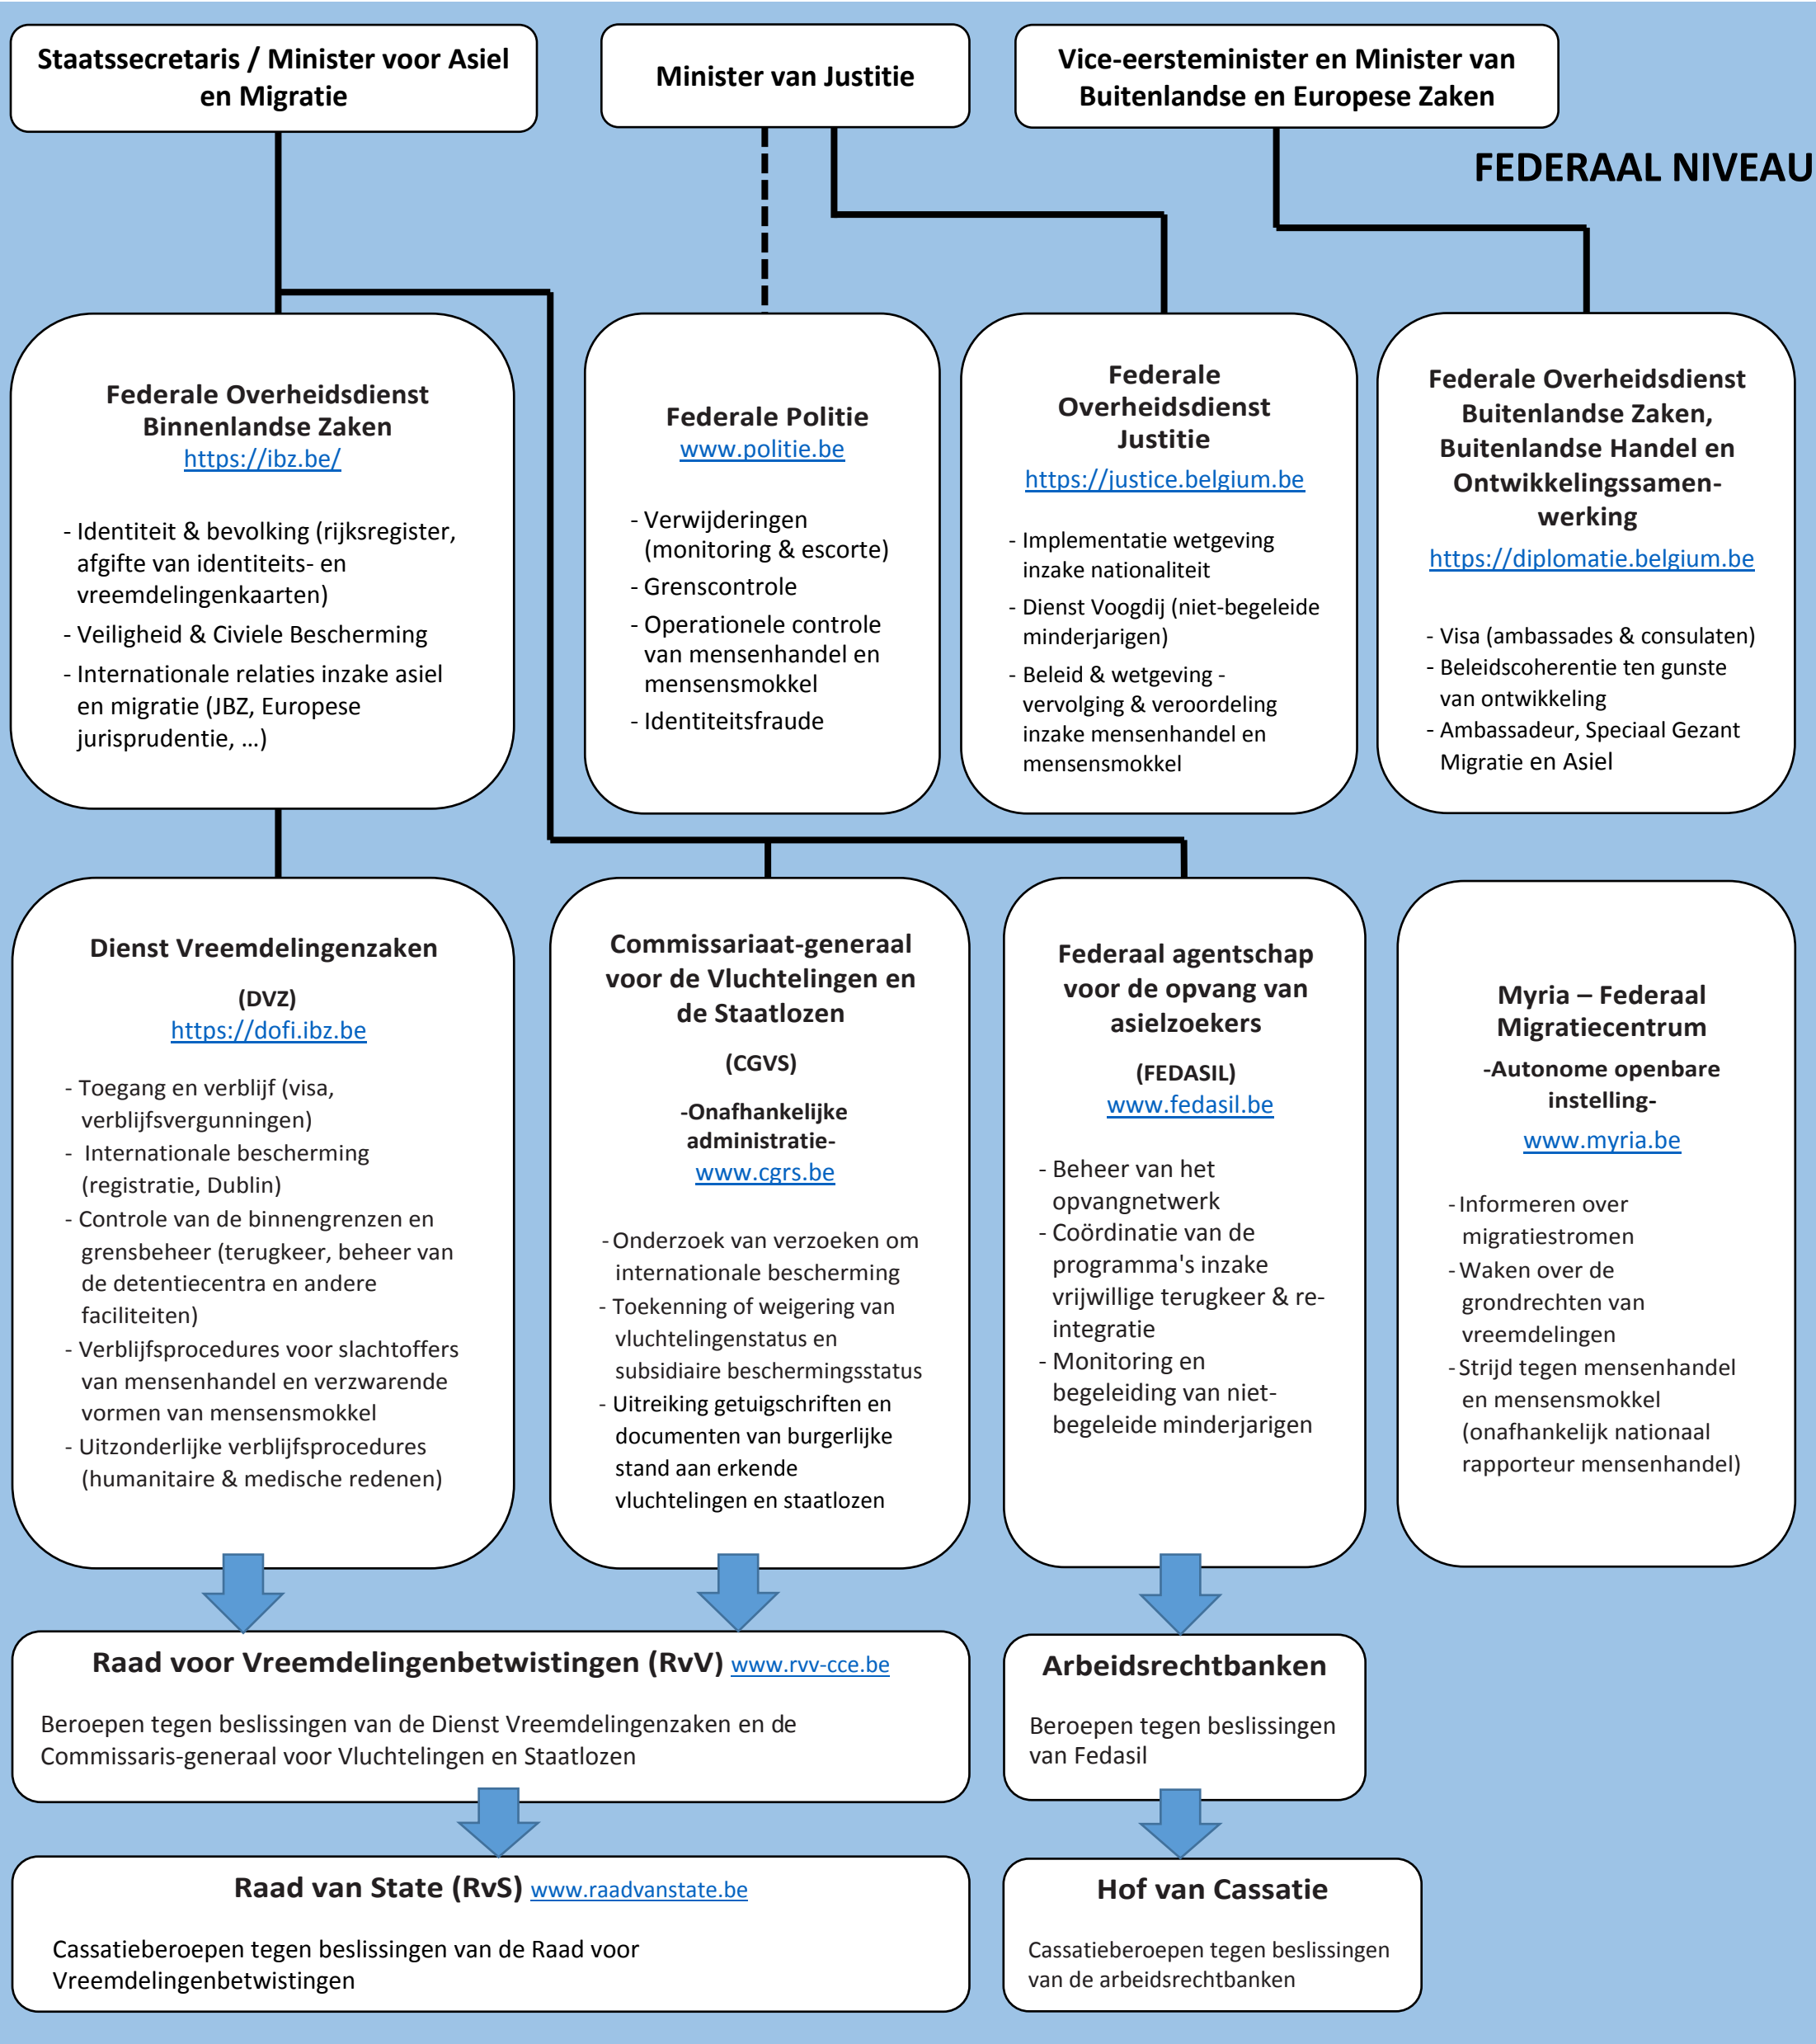 Staatssecretaris / Minister voor Asiel
en Migratie
Minister van Justitie
Vice-eersteminister en Minister van
Buitenlandse en Europese Zaken
FEDERAAL NIVEAU
Federale Overheidsdienst
Binnenlandse Zaken
https://ibz.be/
- Identiteit & bevolking (rijksregister,
afgifte van identiteits- en
vreemdelingenkaarten)
- Veiligheid & Civiele Bescherming
- Internationale relaties inzake asiel
en migratie (JBZ, Europese
jurisprudentie, …)
Federale Politie
www.politie.be
- Verwijderingen
(monitoring & escorte)
- Grenscontrole
- Operationele controle
van mensenhandel en
mensensmokkel
- Identiteitsfraude
Federale
Overheidsdienst
Justitie
https://justice.belgium.be
- Implementatie wetgeving
inzake nationaliteit
- Dienst Voogdij (niet-begeleide
minderjarigen)
- Beleid & wetgeving -
vervolging & veroordeling
inzake mensenhandel en
mensensmokkel
Federale Overheidsdienst
Buitenlandse Zaken,
Buitenlandse Handel en
Ontwikkelingssamen-
werking
https://diplomatie.belgium.be
- Visa (ambassades & consulaten)
- Beleidscoherentie ten gunste
van ontwikkeling
- Ambassadeur, Speciaal Gezant
Migratie en Asiel
Dienst Vreemdelingenzaken
(DVZ)
https://dofi.ibz.be
- Toegang en verblijf (visa,
verblijfsvergunningen)
- Internationale bescherming
(registratie, Dublin)
- Controle van de binnengrenzen en
grensbeheer (terugkeer, beheer van
de detentiecentra en andere
faciliteiten)
- Verblijfsprocedures voor slachtoffers
van mensenhandel en verzwarende
vormen van mensensmokkel
- Uitzonderlijke verblijfsprocedures
(humanitaire & medische redenen)
Commissariaat-generaal
voor de Vluchtelingen en
de Staatlozen
(CGVS)
-Onafhankelijke
administratie-
www.cgrs.be
- Onderzoek van verzoeken om
internationale bescherming
- Toekenning of weigering van
vluchtelingenstatus en
subsidiaire beschermingsstatus
- Uitreiking getuigschriften en
documenten van burgerlijke
stand aan erkende
vluchtelingen en staatlozen
Federaal agentschap
voor de opvang van
asielzoekers
(FEDASIL)
www.fedasil.be
- Beheer van het
opvangnetwerk
- Coördinatie van de
programma's inzake
vrijwillige terugkeer & re-
integratie
- Monitoring en
begeleiding van niet-
begeleide minderjarigen
Myria – Federaal
Migratiecentrum
-Autonome openbare
instelling-
www.myria.be
- Informeren over
migratiestromen
- Waken over de
grondrechten van
vreemdelingen
- Strijd tegen mensenhandel
en mensensmokkel
(onafhankelijk nationaal
rapporteur mensenhandel)
Raad voor Vreemdelingenbetwistingen (RvV) www.rvv-cce.be
Beroepen tegen beslissingen van de Dienst Vreemdelingenzaken en de
Commissaris-generaal voor Vluchtelingen en Staatlozen
Arbeidsrechtbanken
Beroepen tegen beslissingen
van Fedasil
Raad van State (RvS) www.raadvanstate.be
Cassatieberoepen tegen beslissingen van de Raad voor
Vreemdelingenbetwistingen
Hof van Cassatie
Cassatieberoepen tegen beslissingen
van de arbeidsrechtbanken